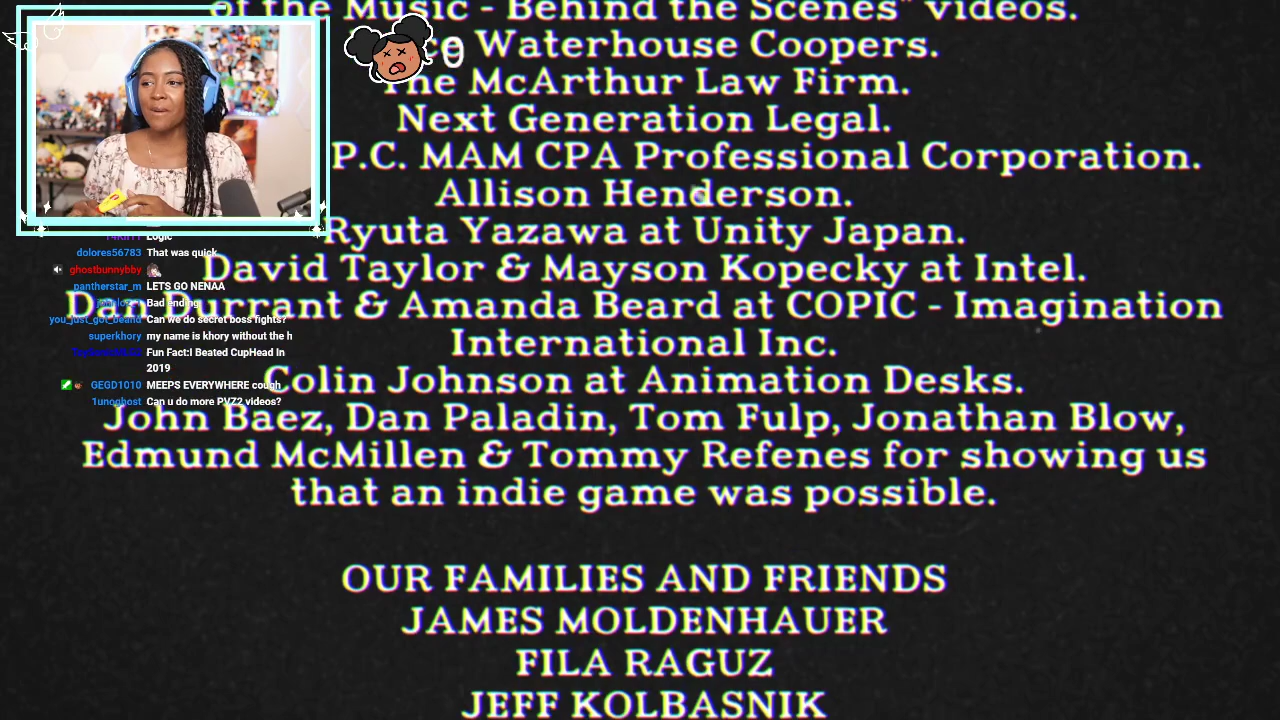 of the Music - Behind the Scenes" videos.
Waterhouse Coopers.
0
The McArthur Law Firm.
Next Generation Legal.
P.C. MAM CPA Professional Corporation.
Allison Henderson.
Ryuta Yazawa at Unity Japan.
David Taylor & Mayson Kopecky at Intel.
Dan Burrant & Amanda Beard at COPIC - Imagination
International Inc.
Colin Johnson at Animation Desks.
John Baez, Dan Paladin, Tom Fulp, Jonathan Blow,
Edmund McMillen & Tommy Refenes for showing us
that an indie game was possible.
OUR FAMILIES AND FRIENDS
JAMES MOLDENHAUER
FILA RAGUZ
JEFF KOLBASNIK
Logic
dolores56783 That was quick
ghostbunnybby
pantherstar_m LETS GO NENAA
Bad ending
you_just_got_beand Can we do secret boss fights?
superkhory my name is khory without the h
Fun Fact:I Beated CupHead In
2019
GEGD1010 MEEPS EVERYWHERE cough
1unoghost Can u do more PVZ2 videos?